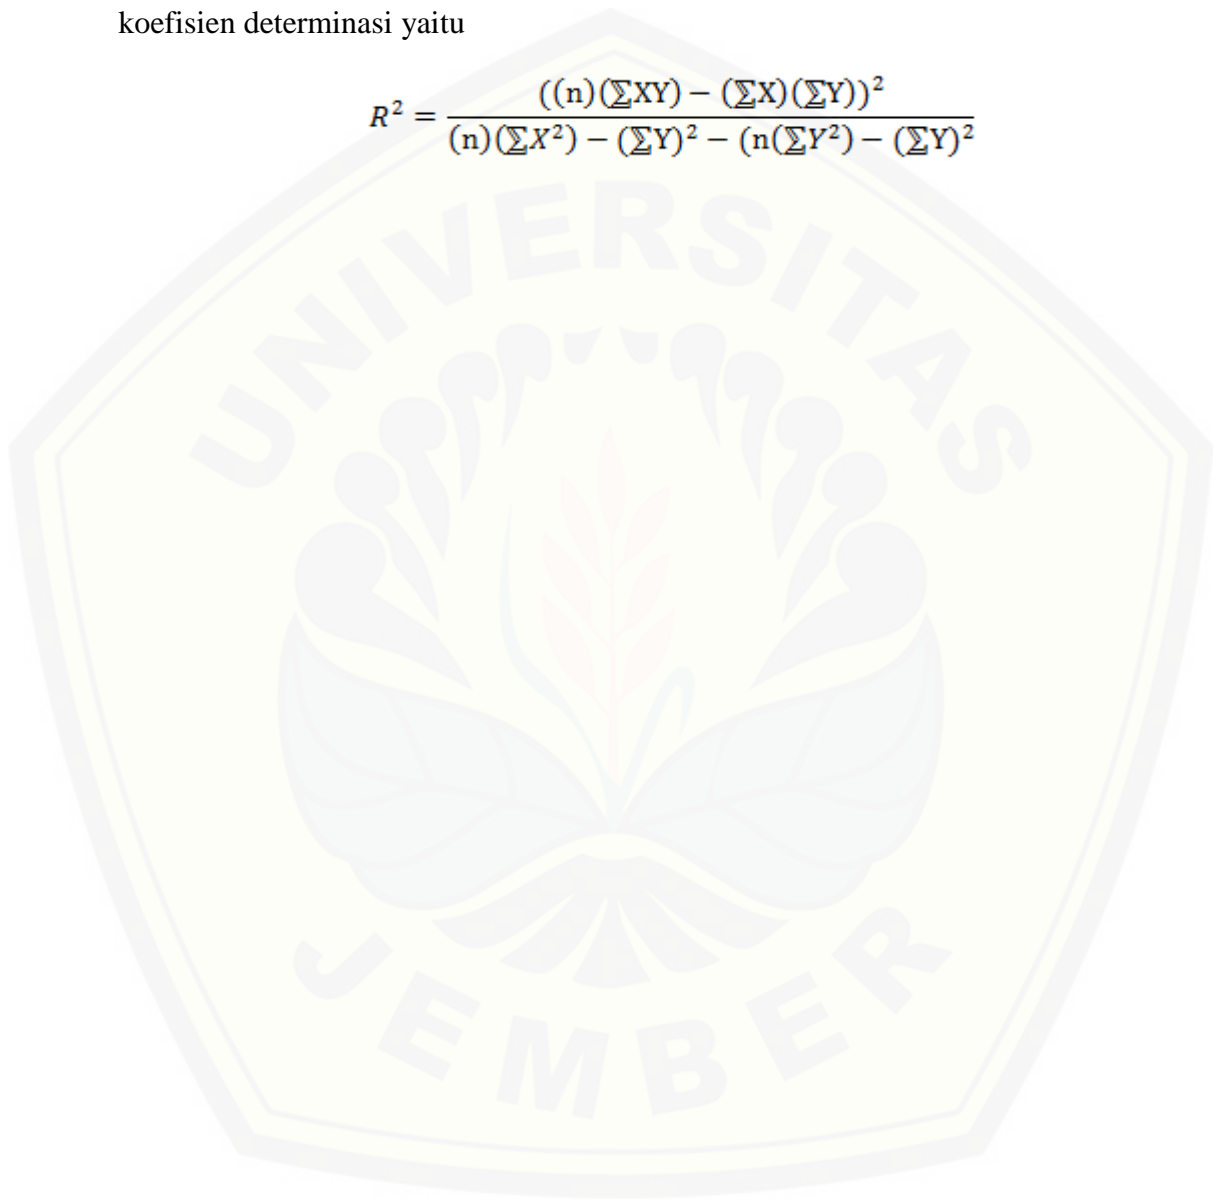 koefisien determinasi yaitu
R² = ((n)(∑XY) − (∑X)(∑Y))² / (n)(∑X²) − (∑Y)² − (n(∑Y²) − (∑Y)²
UNIVERSITAS
JEMBER